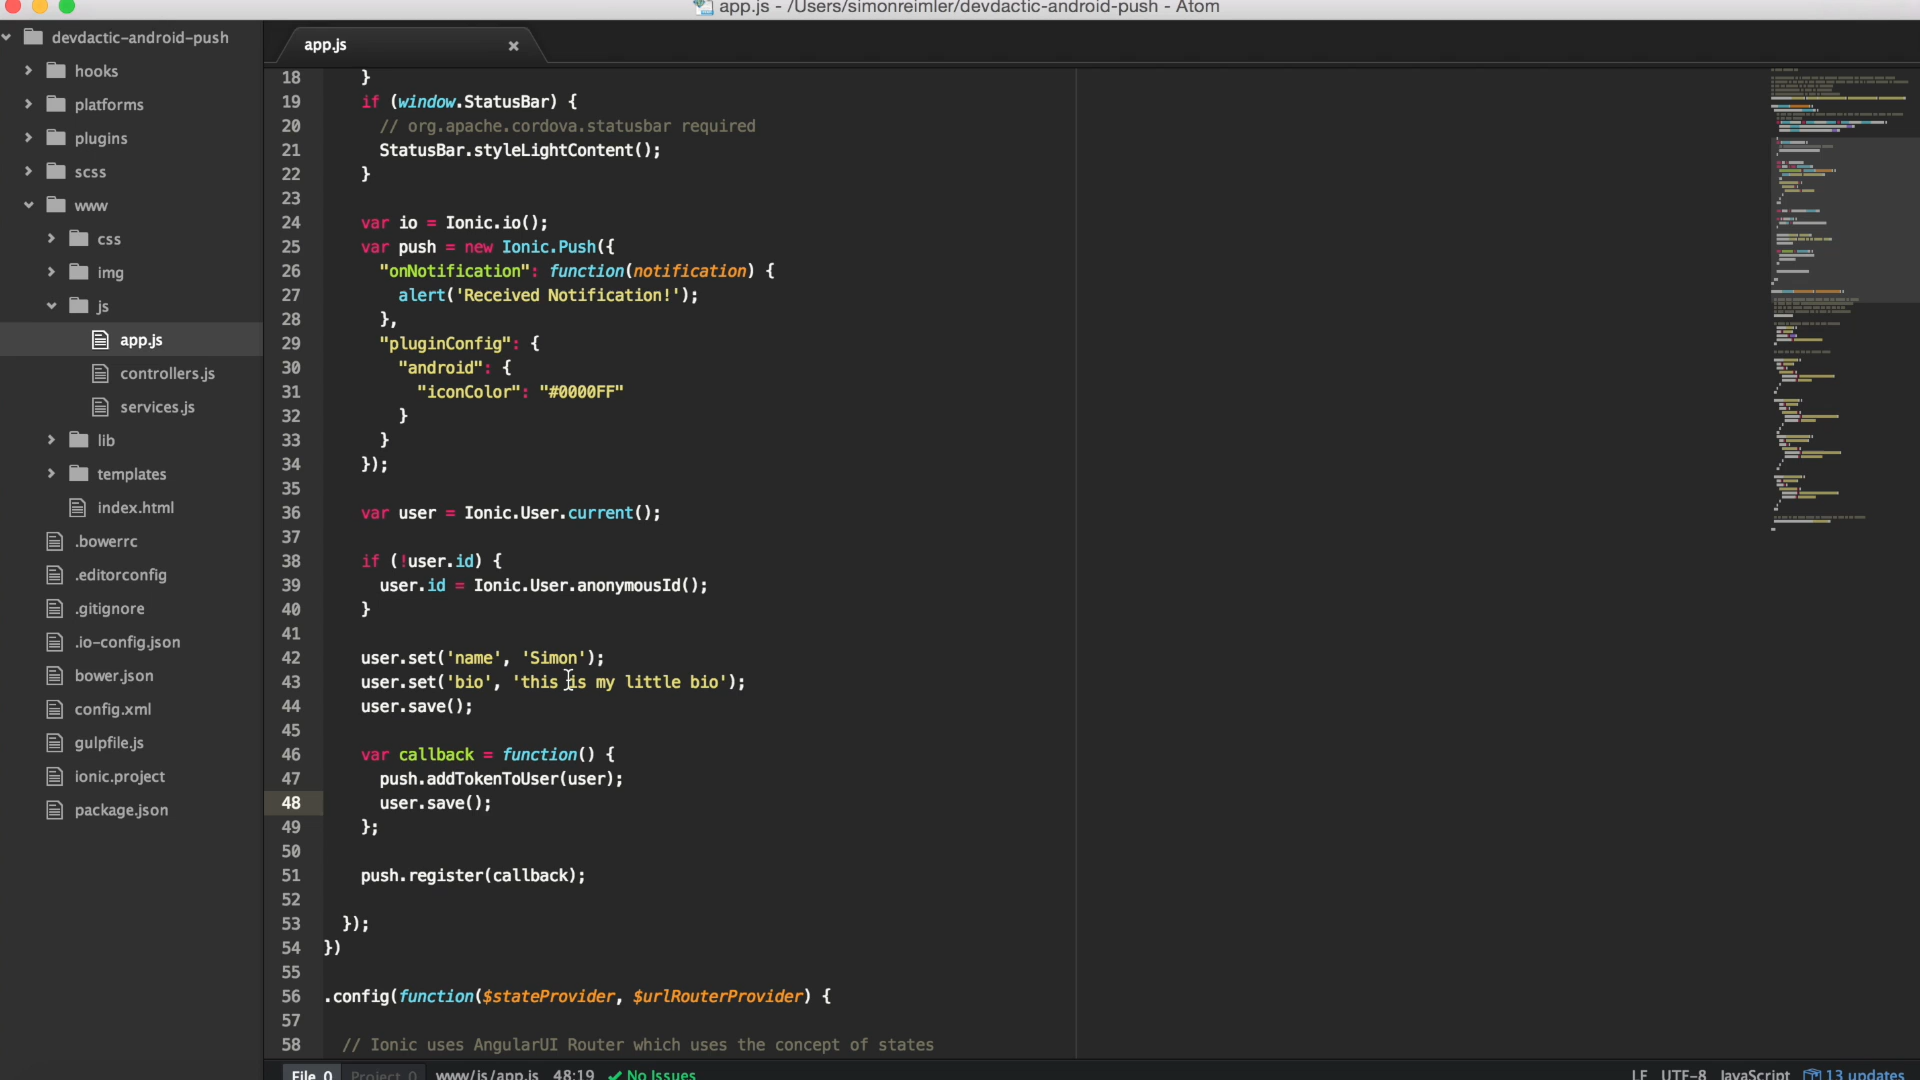 app.js - /Users/simonreimler/devdactic-android-push - Atom
devdactic-android-push
hooks
platforms
plugins
scss
www
css
img
js
app.js
controllers.js
services.js
lib
templates
index.html
.bowerrc
.editorconfig
.gitignore
.io-config.json
bower.json
config.xml
gulpfile.js
ionic.project
package.json
app.js
18 }
19 if (window.StatusBar) {
20 // org.apache.cordova.statusbar required
21 StatusBar.styleLightContent();
22 }
23
24 var io = Ionic.io();
25 var push = new Ionic.Push({
26 "onNotification": function(notification) {
27 alert('Received Notification!');
28 },
29 "pluginConfig": {
30 "android": {
31 "iconColor": "#0000FF"
32 }
33 }
34 });
35
36 var user = Ionic.User.current();
37
38 if (!user.id) {
39 user.id = Ionic.User.anonymousId();
40 }
41
42 user.set('name', 'Simon');
43 user.set('bio', 'this is my little bio');
44 user.save();
45
46 var callback = function() {
47 push.addTokenToUser(user);
48 user.save();
49 };
50
51 push.register(callback);
52
53 });
54 })
55
56 .config(function($stateProvider, $urlRouterProvider) {
57
58 // Ionic uses AngularUI Router which uses the concept of states
File 0 Project 0 www/js/app.js 48:19 No Issues LF UTF-8 JavaScript 13 updates